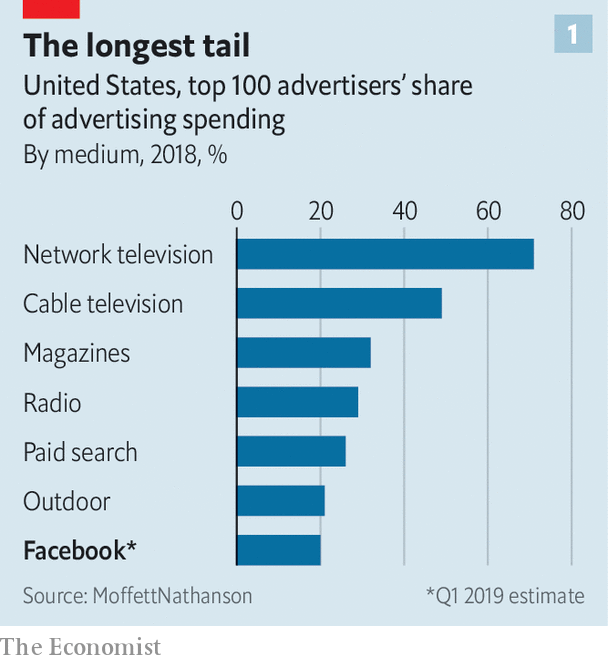 The longest tail
1
United States, top 100 advertisers’ share
of advertising spending
By medium, 2018, %
0 20 40 60 80
Network television
Cable television
Magazines
Radio
Paid search
Outdoor
Facebook*
Source: MoffettNathanson
*Q1 2019 estimate
The Economist